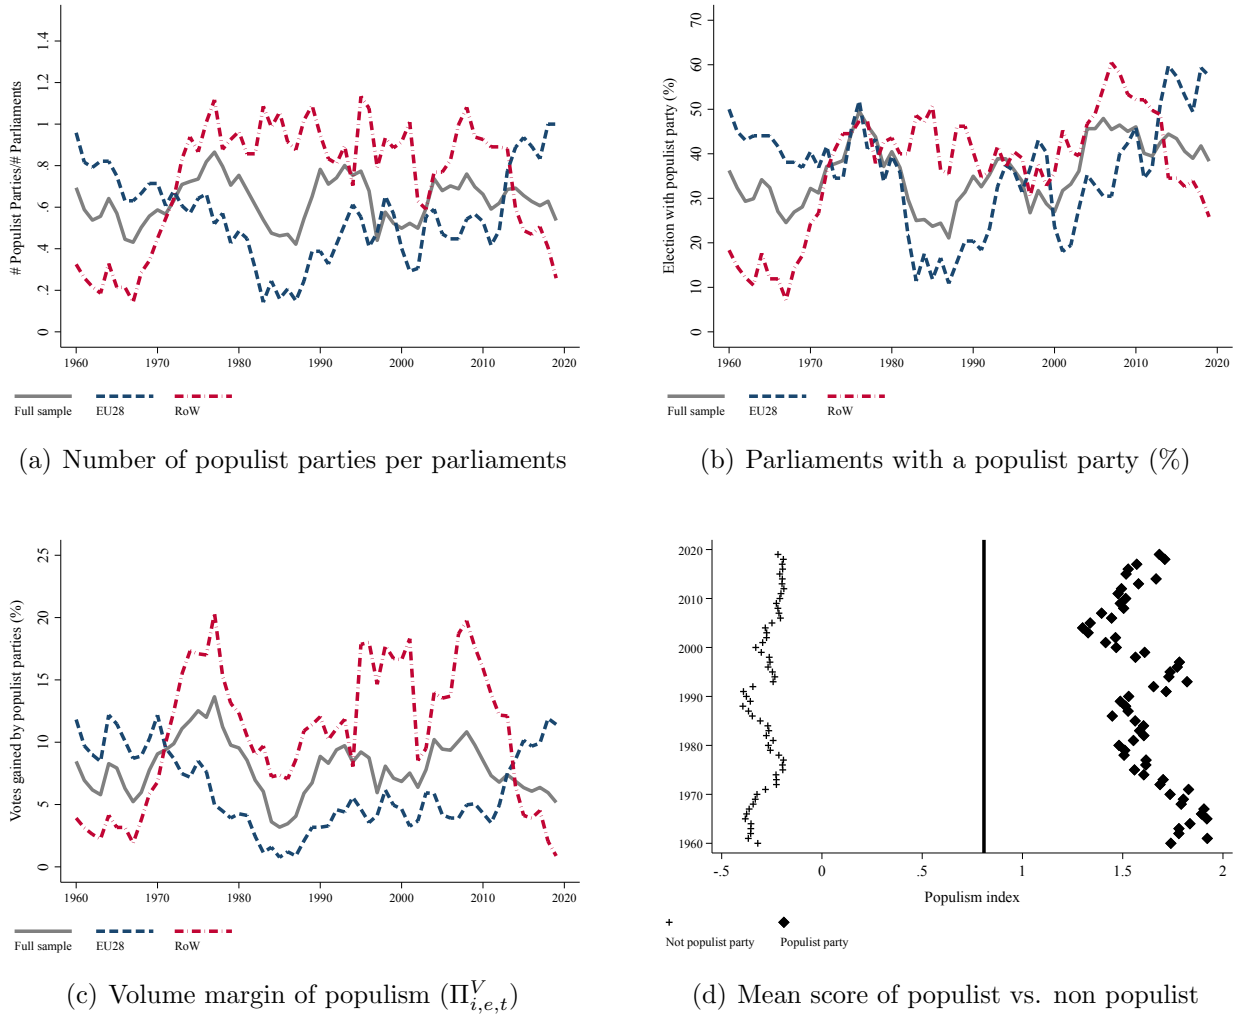 # Populist Parties/# Parliaments
0 .2 .4 .6 .8 1 1.2 1.4
1960 1970 1980 1990 2000 2010 2020
Full sample EU28 RoW
(a) Number of populist parties per parliaments
Election with populist party (%)
0 10 20 30 40 50 60 70
1960 1970 1980 1990 2000 2010 2020
Full sample EU28 RoW
(b) Parliaments with a populist party (%)
Votes gained by populist parties (%)
0 5 10 15 20 25
1960 1970 1980 1990 2000 2010 2020
Full sample EU28 RoW
(c) Volume margin of populism (Π^V_{i,e,t})
2020
2010
2000
1990
1980
1970
1960
-.5 0 .5 1 1.5 2
Populism index
Not populist party Populist party
(d) Mean score of populist vs. non populist